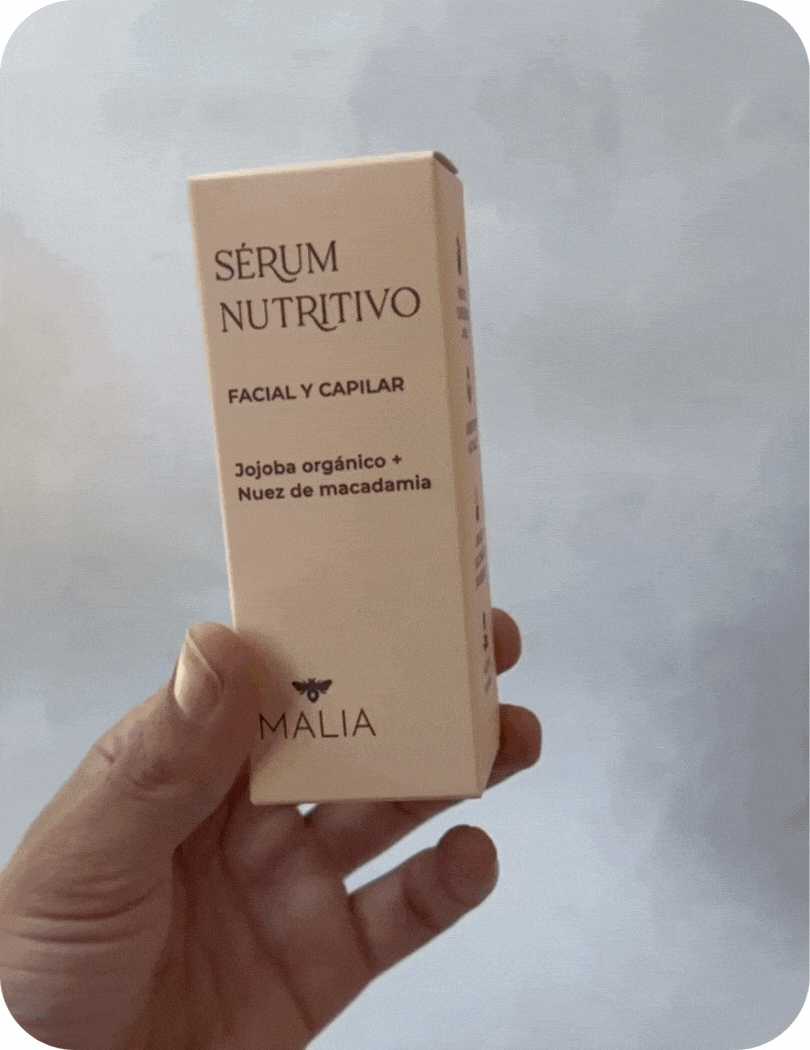 SÉRUM
NUTRITIVO
FACIAL Y CAPILAR
Jojoba orgánico +
Nuez de macadamia
MALIA